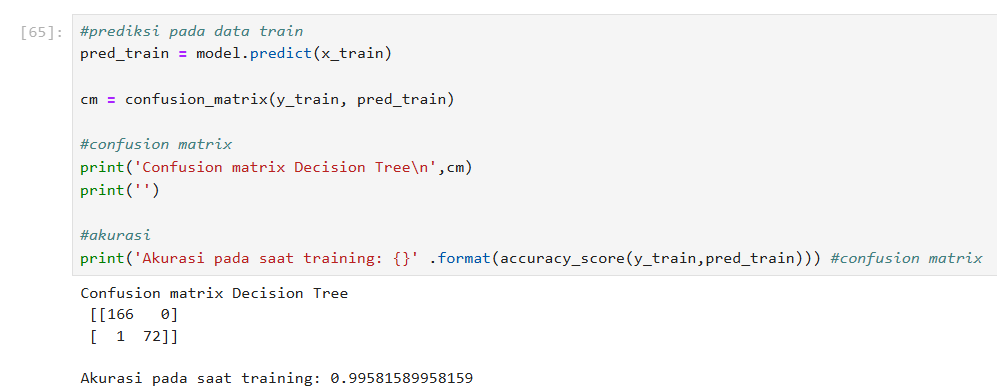 [65]: #prediksi pada data train
pred_train = model.predict(x_train)
cm = confusion_matrix(y_train, pred_train)
#confusion matrix
print('Confusion matrix Decision Tree\n',cm)
print('')
#akurasi
print('Akurasi pada saat training: {}' .format(accuracy_score(y_train,pred_train))) #confusion matrix
Confusion matrix Decision Tree
[[166   0]
[  1  72]]
Akurasi pada saat training: 0.99581589958159